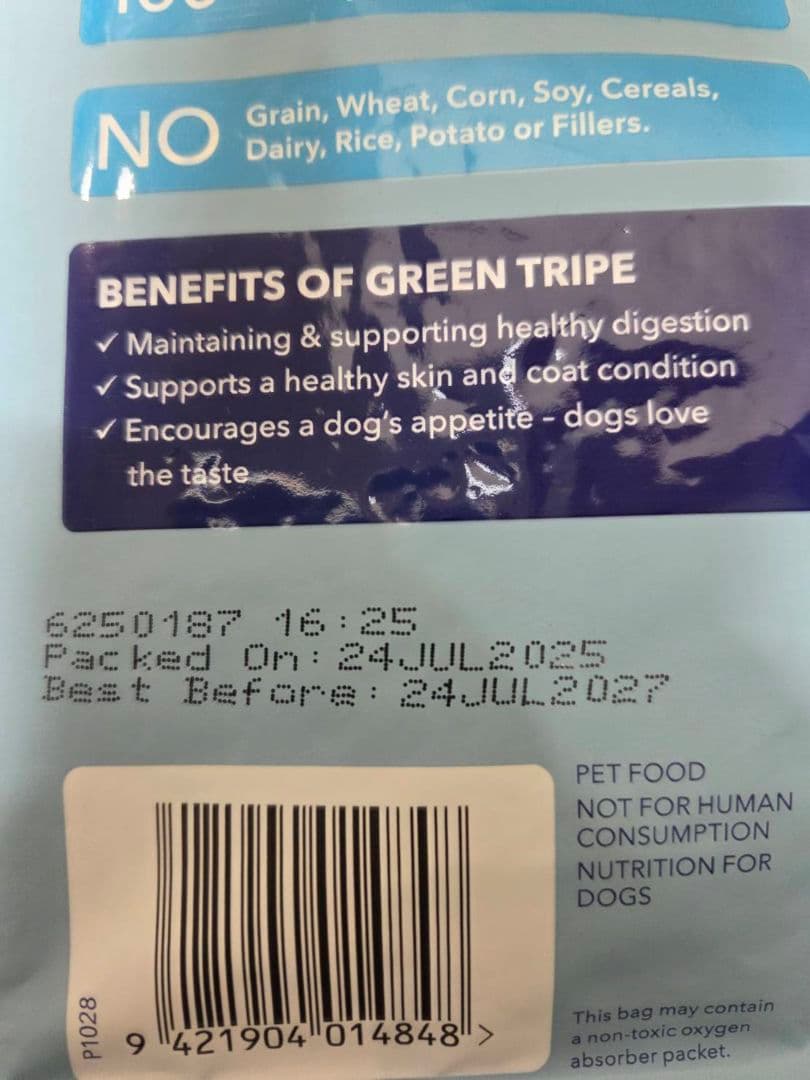 NO
Grain, Wheat, Corn, Soy, Cereals,
Dairy, Rice, Potato or Fillers.
BENEFITS OF GREEN TRIPE
✓ Maintaining & supporting healthy digestion
✓ Supports a healthy skin and coat condition
✓ Encourages a dog's appetite – dogs love
the taste
6250187 16:25
Packed On: 24JUL2025
Best Before: 24JUL2027
PET FOOD
NOT FOR HUMAN
CONSUMPTION
NUTRITION FOR
DOGS
P1028
9 421904 014848 >
This bag may contain
a non-toxic oxygen
absorber packet.